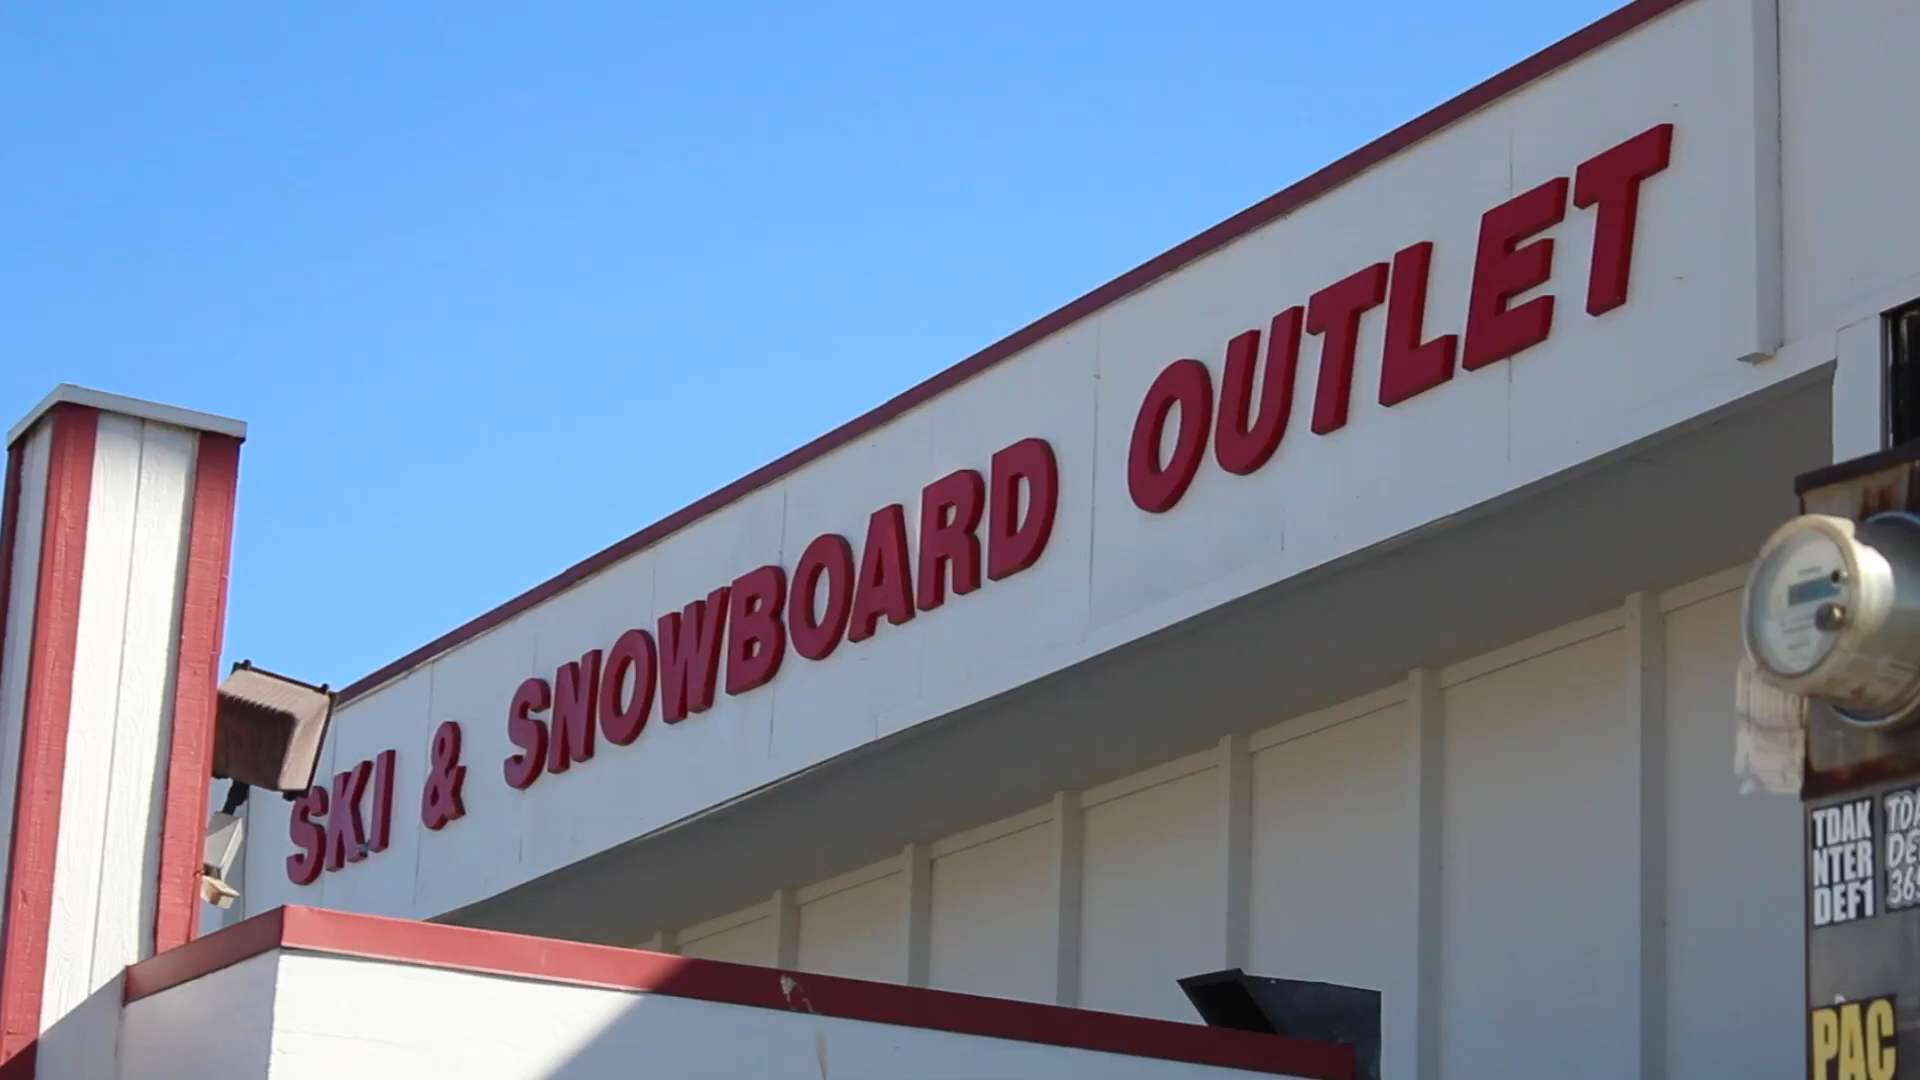 SKI & SNOWBOARD OUTLET
TDAK
NTER
DEF1
PAC